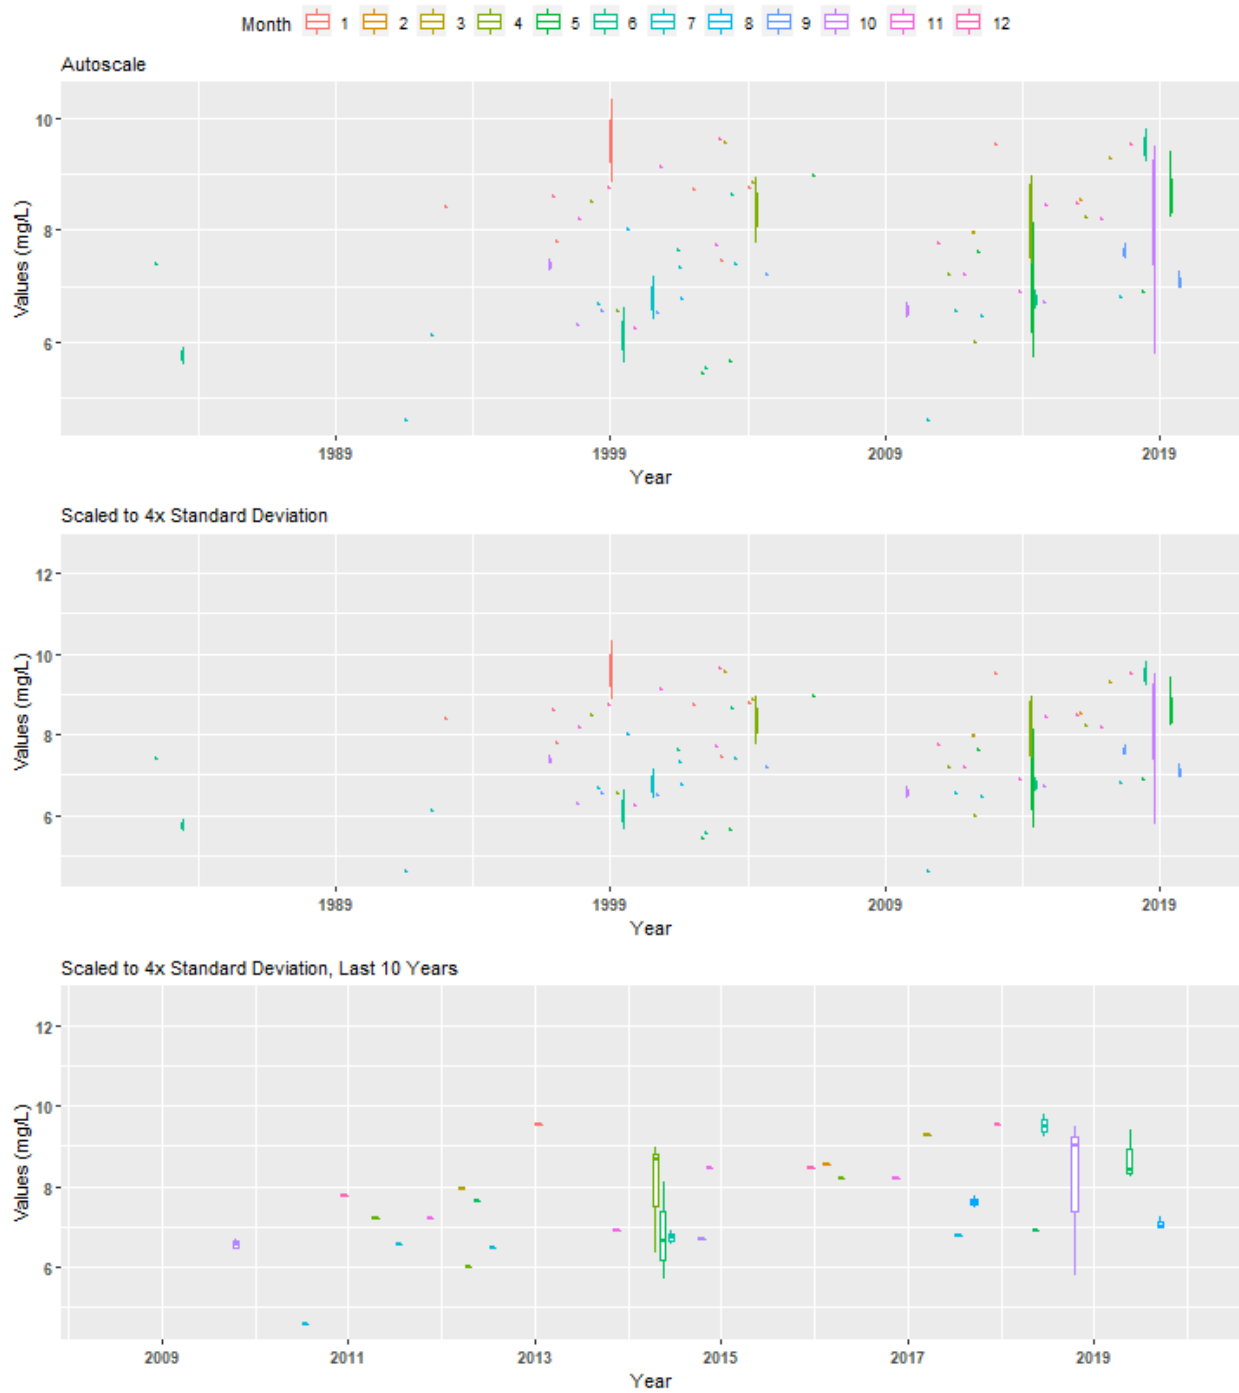 Month 1 2 3 4 5 6 7 8 9 10 11 12
Autoscale
10
8
6
Values (mg/L)
1989 1999 2009 2019
Year
Scaled to 4x Standard Deviation
12
10
8
6
Values (mg/L)
1989 1999 2009 2019
Year
Scaled to 4x Standard Deviation, Last 10 Years
12
10
8
6
Values (mg/L)
2009 2011 2013 2015 2017 2019
Year